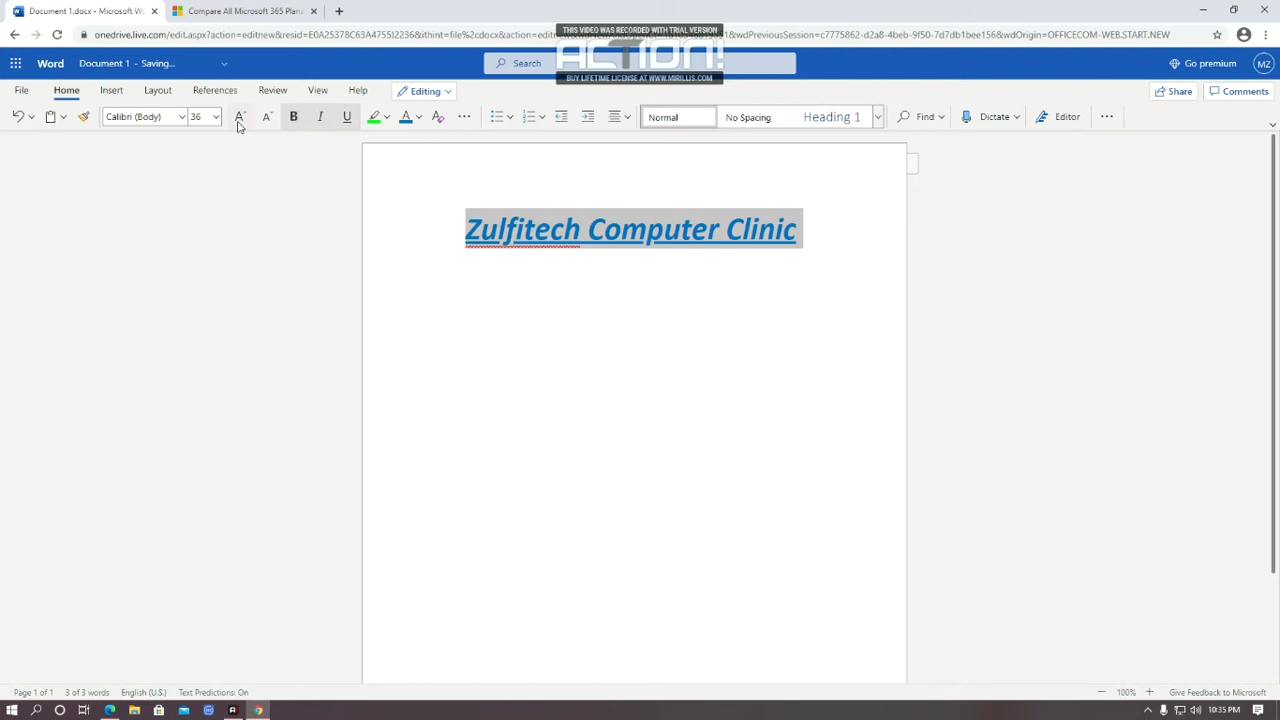 Document 1.docx - Microsoft Wo
Compare All Microsoft 365 Plans
THIS VIDEO WAS RECORDED WITH TRIAL VERSION
ACTION!
BUY LIFETIME LICENSE AT WWW.MIRILLIS.COM
Word
Document 1 - Saving...
Search
Go premium
MZ
File
Home
Insert
Layout
References
Review
View
Help
Editing
Share
Comments
Calibri (Body)
36
A
A
B
I
U
A
A
Normal
No Spacing
Heading 1
Find
Dictate
Editor
Zulfitech Computer Clinic
Page 1 of 1
3 of 3 words
English (U.S.)
Text Predictions: On
100%
Give Feedback to Microsoft
10:35 PM